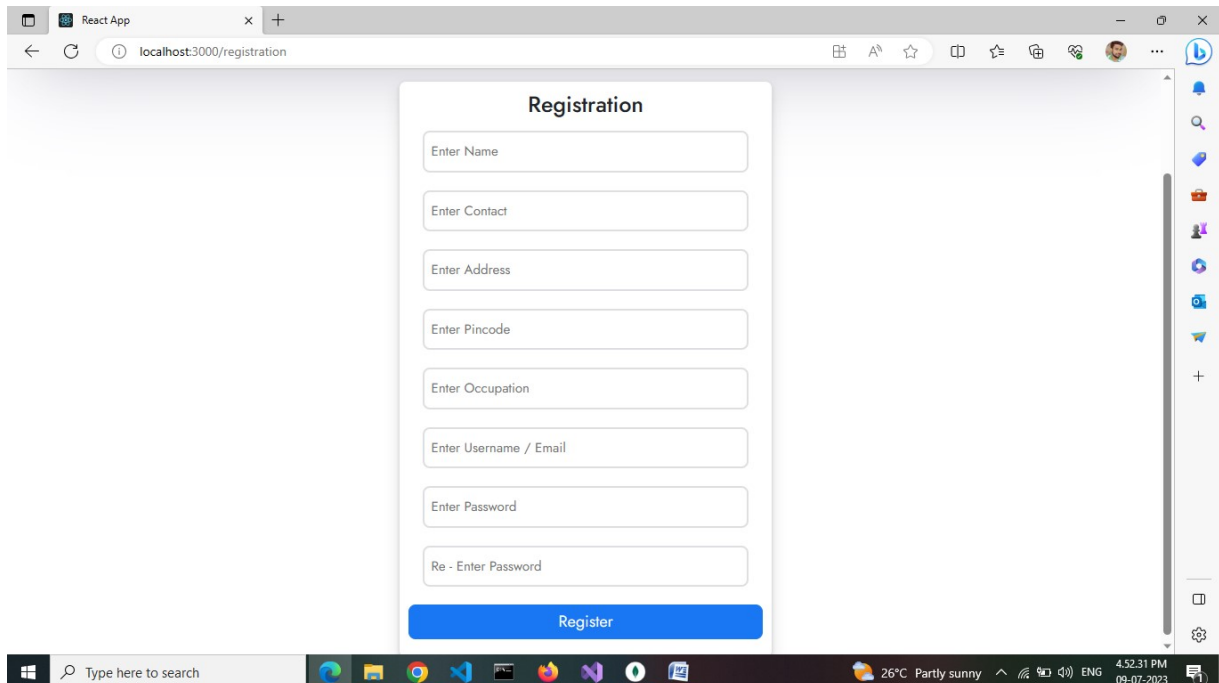 React App
localhost:3000/registration
Registration
Enter Name
Enter Contact
Enter Address
Enter Pincode
Enter Occupation
Enter Username / Email
Enter Password
Re - Enter Password
Register
Type here to search
26°C Partly sunny
ENG
4.52.31 PM
09-07-2023